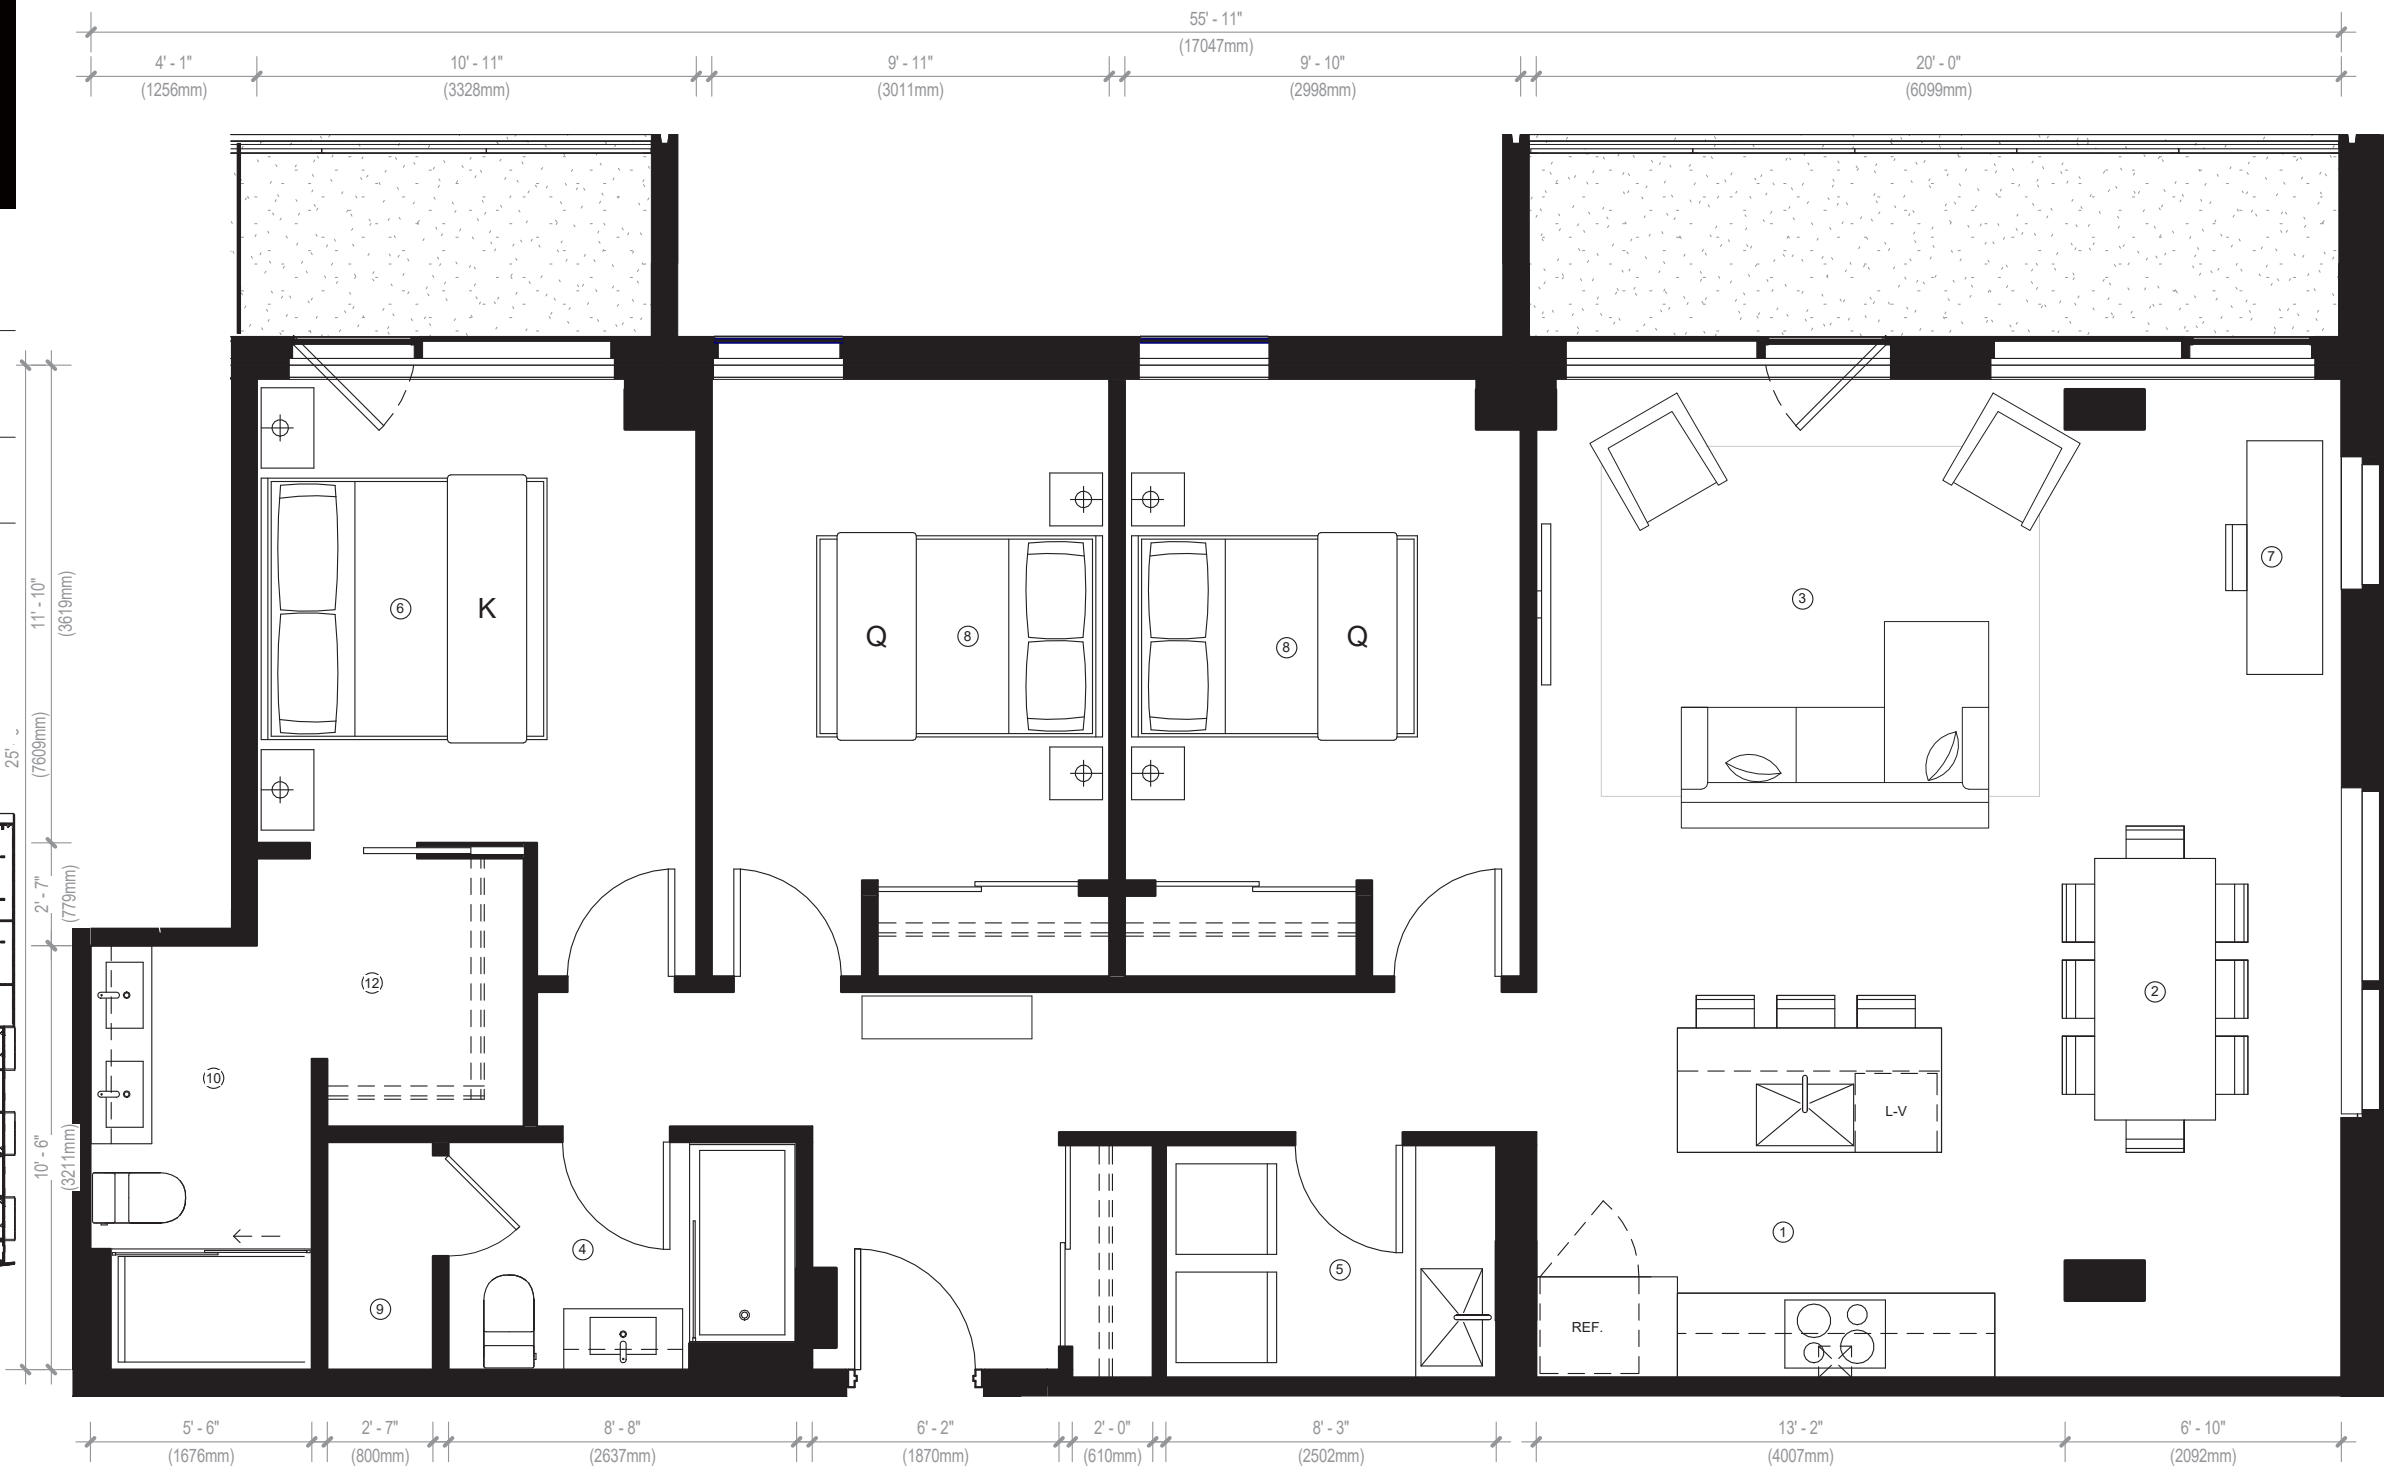 55' - 11"
(17047mm)
4' - 1"
10' - 11"
9' - 11"
9' - 10"
20' - 0"
(1256mm)
(3328mm)
(3011mm)
(2998mm)
(6099mm)
11' - 10"
(3619mm)
25'
(7609mm)
2' - 7"
(779mm)
10' - 6"
(3211mm)
6
K
Q
8
8
Q
3
7
12
10
2
L-V
1
4
5
9
REF.
5' - 6"
2' - 7"
8' - 8"
6' - 2"
2' - 0"
8' - 3"
13' - 2"
6' - 10"
(1676mm)
(800mm)
(2637mm)
(1870mm)
(610mm)
(2502mm)
(4007mm)
(2092mm)